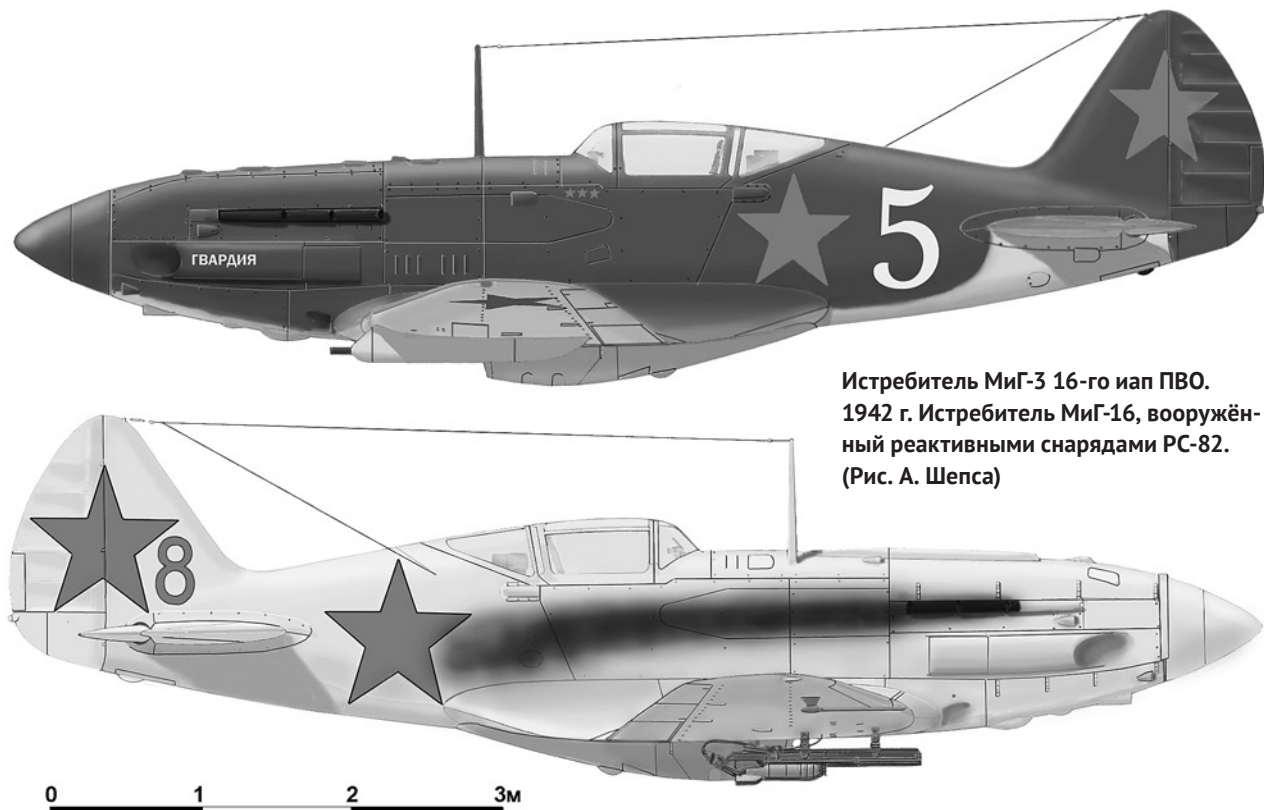 ГВАРДИЯ
5
Истребитель МиГ-3 16-го иап ПВО.
1942 г. Истребитель МиГ-16, вооружён-
ный реактивными снарядами РС-82.
(Рис. А. Шепса)
8
0 1 2 3м